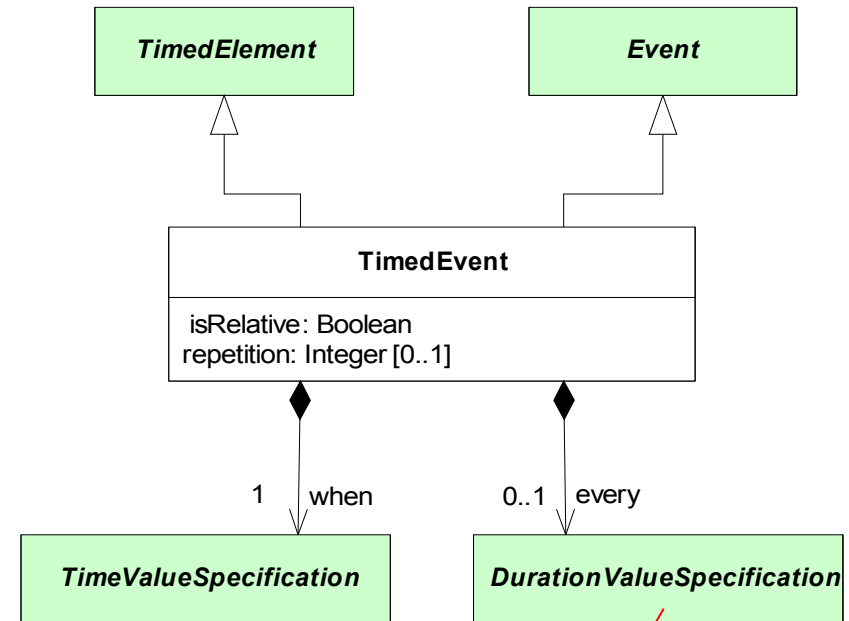 TimedElement
Event
TimedEvent
isRelative: Boolean
repetition: Integer [0..1]
1 when
0..1 every
TimeValueSpecification
DurationValueSpecification